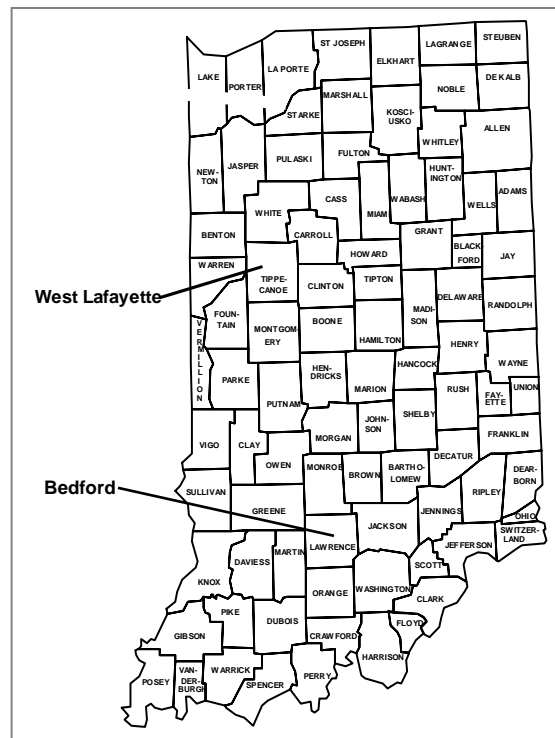 ST JOSEPH
LAGRANGE
STEUBEN
LAKE
PORTER
LA PORTE
ELKHART
NOBLE
DE KALB
MARSHALL
STARKE
KOSCI-
USKO
WHITLEY
ALLEN
NEW-
TON
JASPER
PULASKI
FULTON
HUNT-
INGTON
WHITE
CASS
MIAMI
WABASH
WELLS
ADAMS
BENTON
CARROLL
HOWARD
GRANT
BLACK
FORD
JAY
WARREN
West Lafayette
TIPPE-
CANOE
CLINTON
TIPTON
DELAWARE
RANDOLPH
FOUN-
TAIN
MONTGOM-
ERY
BOONE
HAMILTON
MADI-
SON
VERMILLION
HENRY
WAYNE
PARKE
HEN-
DRICKS
MARION
HANCOCK
RUSH
FAY-
ETTE
UNION
PUTNAM
MORGAN
JOHN-
SON
SHELBY
FRANKLIN
VIGO
CLAY
OWEN
MONROE
BROWN
BARTHO-
LOMEW
DECATUR
DEAR-
BORN
Bedford
SULLIVAN
GREENE
JACKSON
JENNINGS
RIPLEY
OHIO
SWITZER-
LAND
JEFFERSON
KNOX
DAVIESS
MARTIN
LAWRENCE
SCOTT
ORANGE
WASHINGTON
CLARK
PIKE
GIBSON
DUBOIS
CRAWFORD
FLOYD
HARRISON
POSEY
VAN-
DER-
BURGH
WARRICK
SPENCER
PERRY